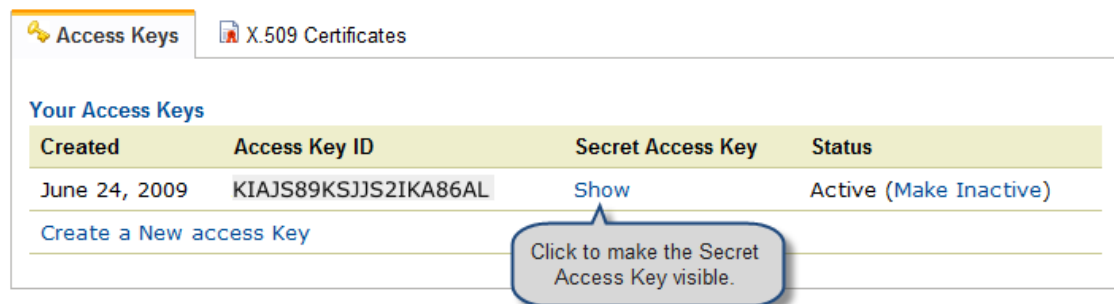 Access Keys X.509 Certificates
Your Access Keys
Created Access Key ID Secret Access Key Status
June 24, 2009 KIAJS89KSJJS2IKA86AL Show Active (Make Inactive)
Create a New access Key
Click to make the Secret
Access Key visible.